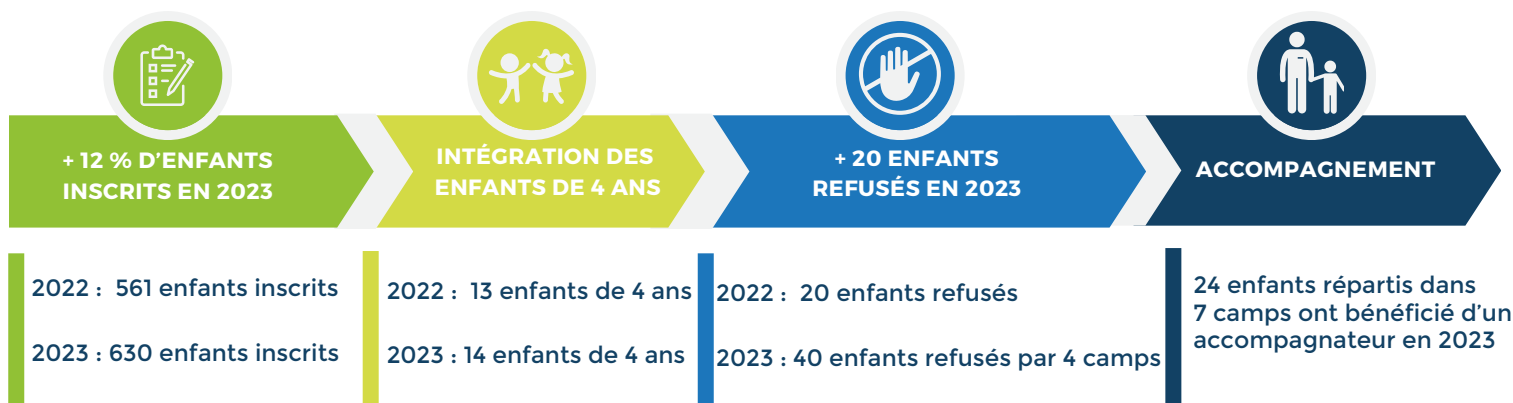 + 12 % D'ENFANTS
INSCRITS EN 2023
INTÉGRATION DES
ENFANTS DE 4 ANS
+ 20 ENFANTS
REFUSÉS EN 2023
ACCOMPAGNEMENT
2022 : 561 enfants inscrits
2023 : 630 enfants inscrits
2022 : 13 enfants de 4 ans
2023 : 14 enfants de 4 ans
2022 : 20 enfants refusés
2023 : 40 enfants refusés par 4 camps
24 enfants répartis dans
7 camps ont bénéficié d'un
accompagnateur en 2023